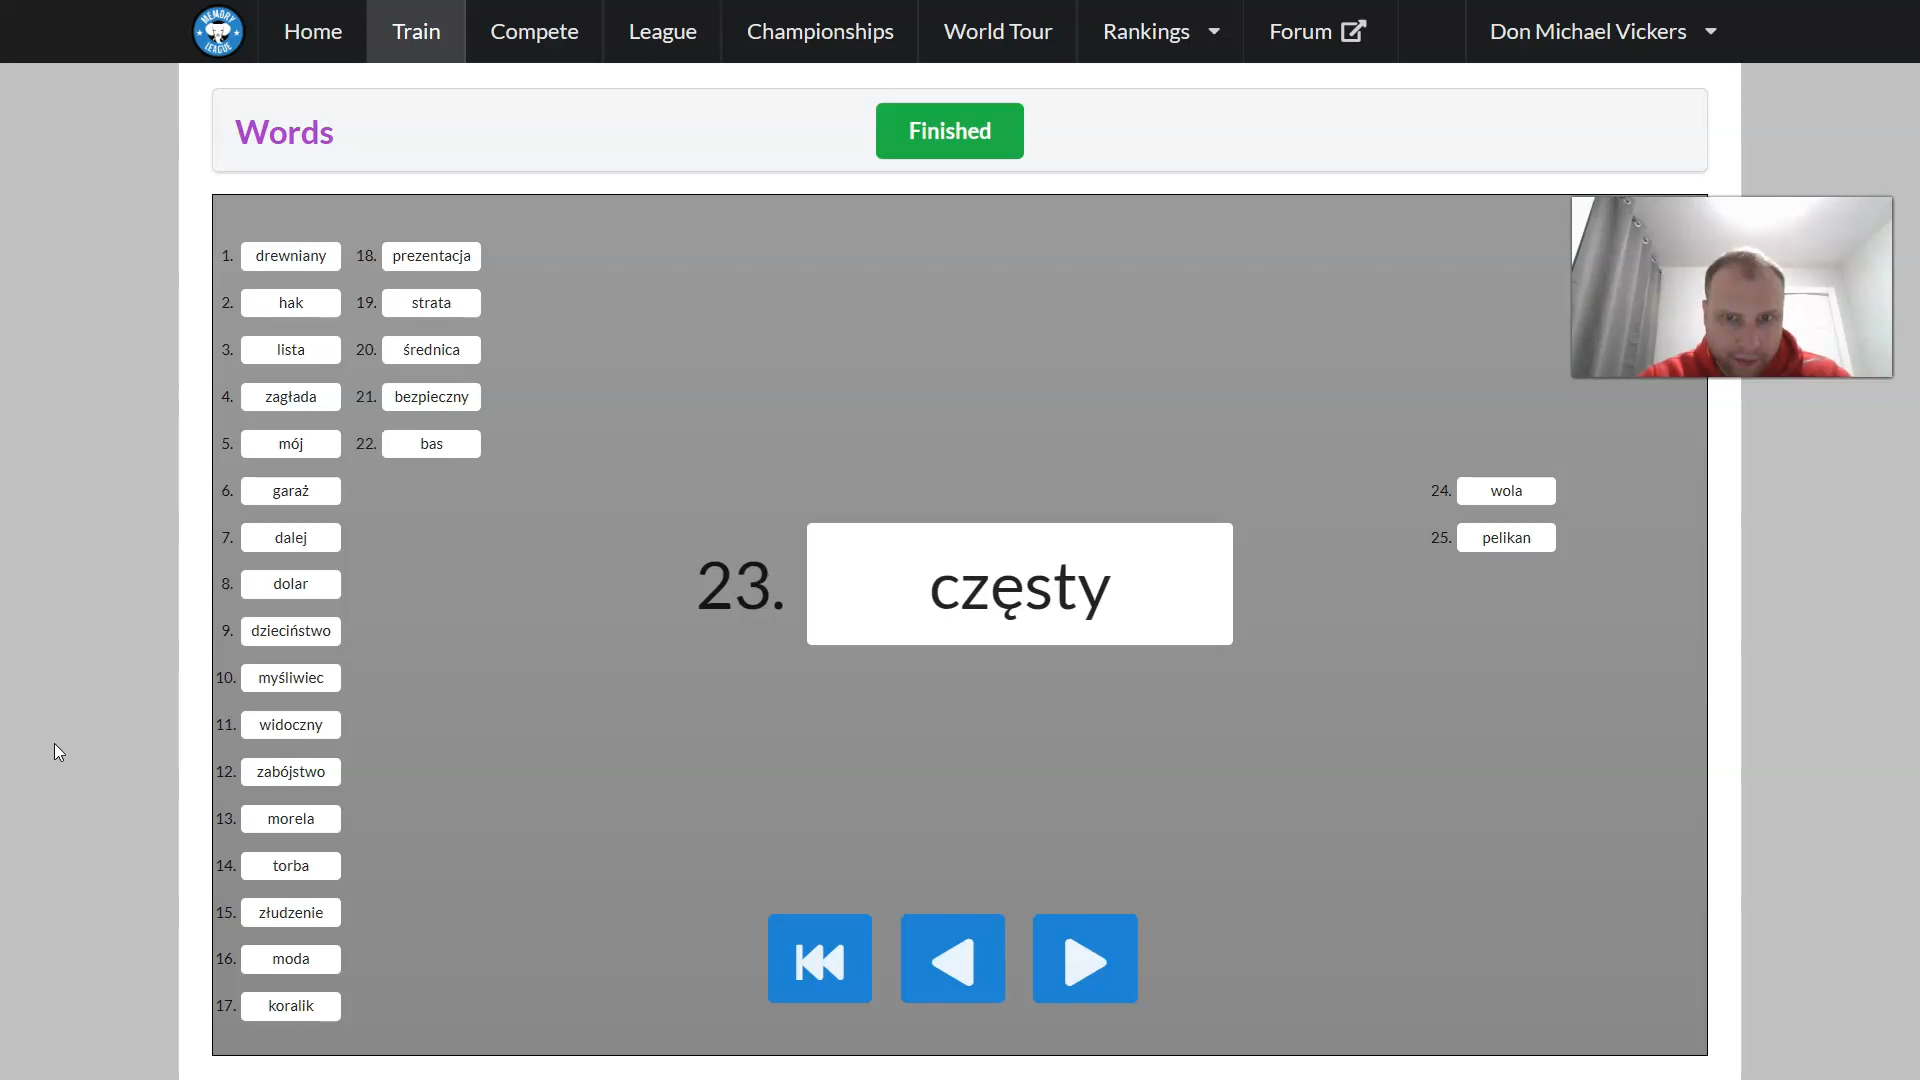 MEMORY LEAGUE
Home
Train
Compete
League
Championships
World Tour
Rankings
Forum
Don Michael Vickers
Words
Finished
1. drewniany
2. hak
3. lista
4. zagłada
5. mój
6. garaż
7. dalej
8. dolar
9. dzieciństwo
10. myśliwiec
11. widoczny
12. zabójstwo
13. morela
14. torba
15. złudzenie
16. moda
17. koralik
18. prezentacja
19. strata
20. średnica
21. bezpieczny
22. bas
23. częsty
24. wola
25. pelikan